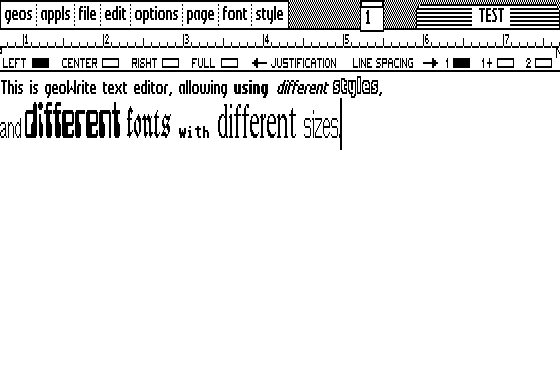 geos appls file edit options page font style 1 TEST
1 2 3 4 5 6 7
LEFT CENTER RIGHT FULL ← JUSTIFICATION LINE SPACING → 1 1+ 2
This is geoWrite text editor, allowing using different styles,
and different fonts with different sizes.